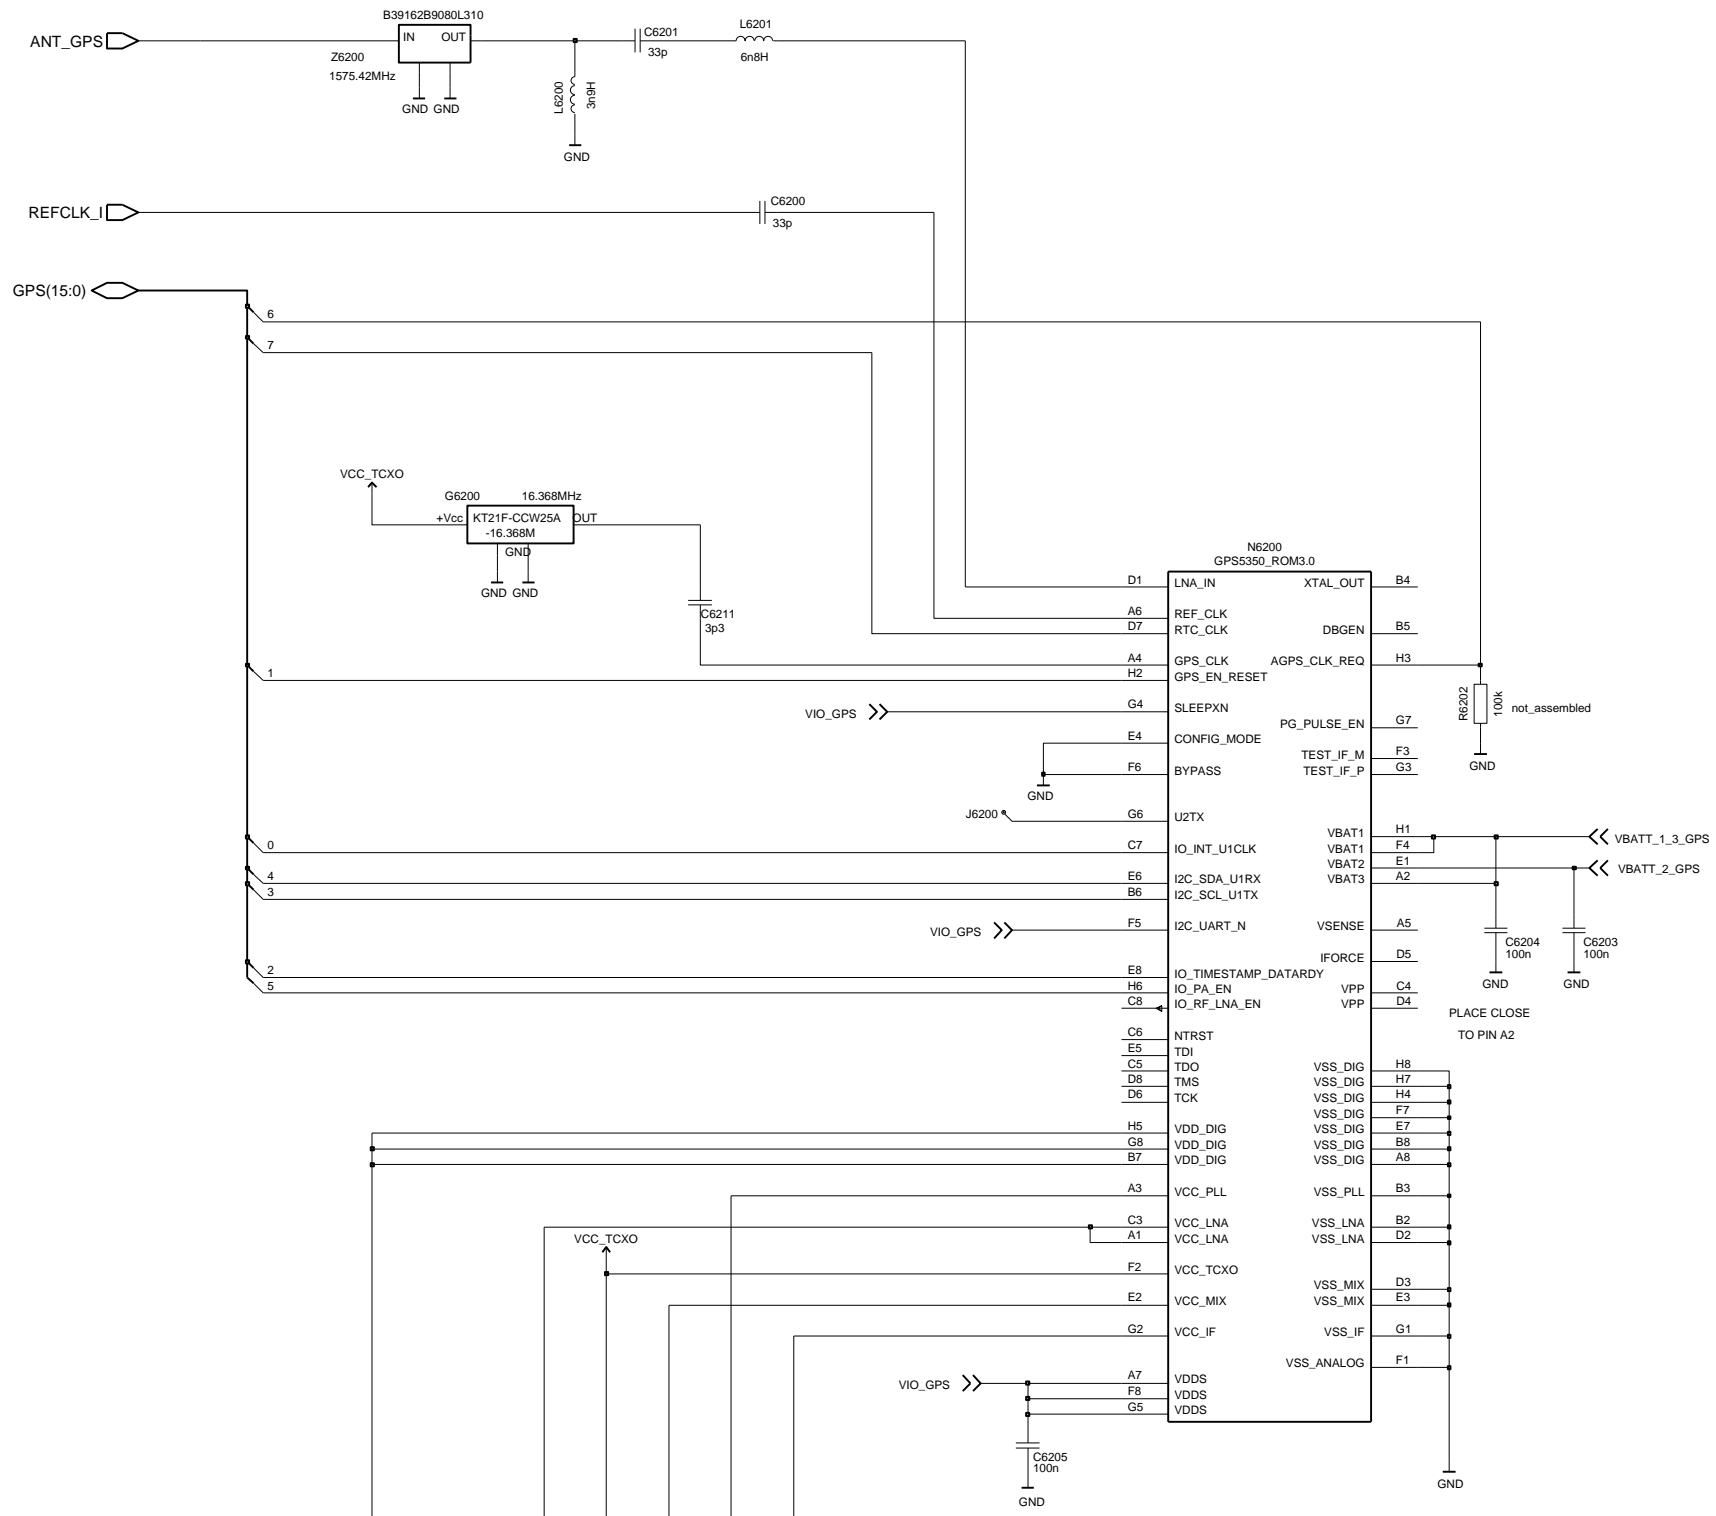 B39162B9080L310
ANT_GPS
IN OUT
Z6200
1575.42MHz
GND GND
C6201
33p
L6201
6n8H
L6200
3n9H
GND
REFCLK_I
C6200
33p
GPS(15:0)
6
7
VCC_TCXO
G6200 16.368MHz
+Vcc KT21F-CCW25A OUT
-16.368M
GND
GND GND
C6211
3p3
1
N6200
GPS5350_ROM3.0
D1 LNA_IN XTAL_OUT B4
A6 REF_CLK
D7 RTC_CLK DBGEN B5
A4 GPS_CLK AGPS_CLK_REQ H3
H2 GPS_EN_RESET
R6202
100k
not_assembled
GND
VIO_GPS G4 SLEEPXN
PG_PULSE_EN G7
E4 CONFIG_MODE
TEST_IF_M F3
F6 BYPASS TEST_IF_P G3
GND
J6200 G6 U2TX
VBAT1 H1 VBATT_1_3_GPS
0 C7 IO_INT_U1CLK VBAT1 F4
VBAT2 E1 VBATT_2_GPS
4 E6 I2C_SDA_U1RX VBAT3 A2
3 B6 I2C_SCL_U1TX
VIO_GPS F5 I2C_UART_N VSENSE A5
C6204
100n
C6203
100n
IFORCE D5
GND GND
2 E8 IO_TIMESTAMP_DATARDY
5 H6 IO_PA_EN VPP C4
C8 IO_RF_LNA_EN VPP D4
PLACE CLOSE
TO PIN A2
C6 NTRST
E5 TDI
C5 TDO VSS_DIG H8
D8 TMS VSS_DIG H7
D6 TCK VSS_DIG H4
VSS_DIG F7
H5 VDD_DIG VSS_DIG E7
G8 VDD_DIG VSS_DIG B8
B7 VDD_DIG VSS_DIG A8
A3 VCC_PLL VSS_PLL B3
C3 VCC_LNA VSS_LNA B2
A1 VCC_LNA VSS_LNA D2
VCC_TCXO
F2 VCC_TCXO
VSS_MIX D3
E2 VCC_MIX VSS_MIX E3
G2 VCC_IF VSS_IF G1
VSS_ANALOG F1
VIO_GPS A7 VDDS
F8 VDDS
G5 VDDS
C6205
100n
GND
GND